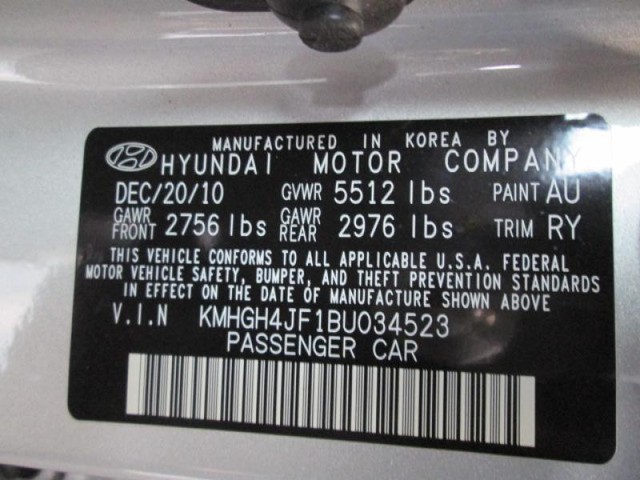 MANUFACTURED IN KOREA BY
HYUNDAI MOTOR COMPANY
DEC/20/10 GVWR 5512 lbs PAINT AU
GAWR FRONT 2756 lbs GAWR REAR 2976 lbs TRIM RY
THIS VEHICLE CONFORMS TO ALL APPLICABLE U.S.A. FEDERAL
MOTOR VEHICLE SAFETY, BUMPER, AND THEFT PREVENTION STANDARDS
IN EFFECT ON THE DATE OF MANUFACTURE SHOWN ABOVE
V.I.N KMHGH4JF1BU034523
PASSENGER CAR